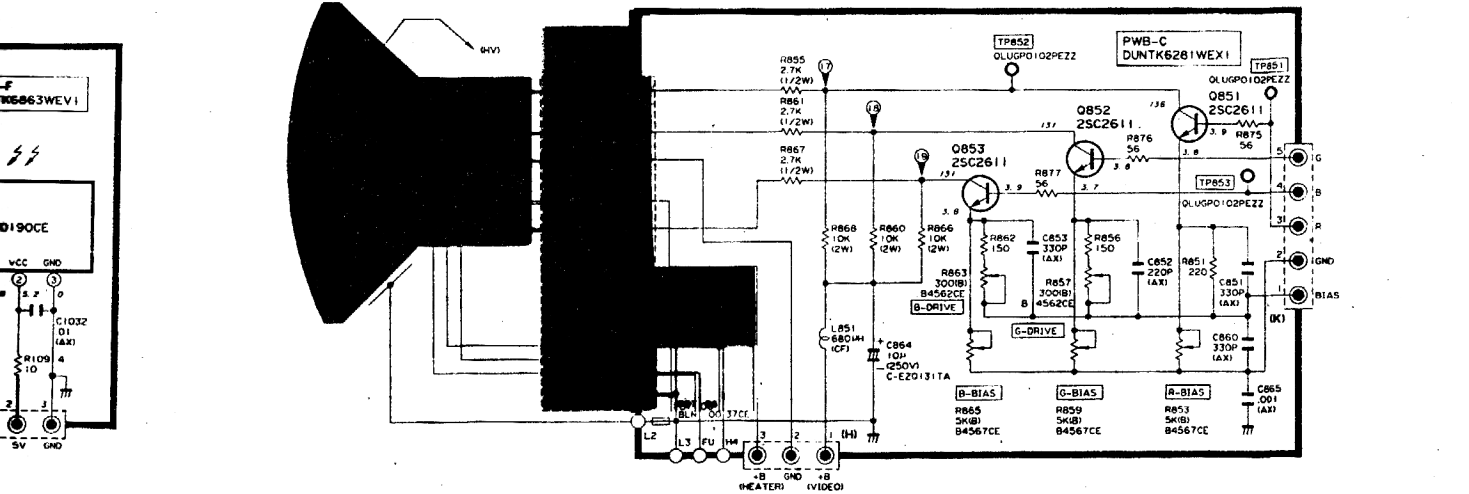 -F
TK6863WEV1
D190CE
VCC GND
2 3
5.2 0
C1032
.01
(AX)
R109
10
4
2 3
5V GND
(HV)
R855
2.7K
(1/2W)
R861
2.7K
(1/2W)
R867
2.7K
(1/2W)
17
18
19
TP852
QLUGP0102PEZZ
PWB-C
DUNTK6281WEX1
TP851
QLUGP0102PEZZ
Q851
2SC2611
136
3.9
3.8
R875
56
Q852
2SC2611
131
3.8
3.7
R876
56
Q853
2SC2611
131
3.9
3.8
R877
56
TP853
QLUGP0102PEZZ
5 G
4 B
3 R
2 GND
1 BIAS
(K)
R868
10K
(2W)
R860
10K
(2W)
R866
10K
(2W)
R862
150
C853
330P
(AX)
R856
150
C852
220P
(AX)
R851
220
C851
330P
(AX)
R863
300(B)
B4562CE
B-DRIVE
R857
300(B)
B
4562CE
G-DRIVE
C860
330P
(AX)
L851
680µH
(CF)
+
C864
10µ
(250V)
-
C-EZ0131TA
B-BIAS
R865
5K(B)
B4567CE
G-BIAS
R859
5K(B)
B4567CE
R-BIAS
R853
5K(B)
B4567CE
C865
.001
(AX)
BLN
37CE
L2
L3 FU H4
3 2 1 (H)
+B GND +B
(HEATER) (VIDEO)